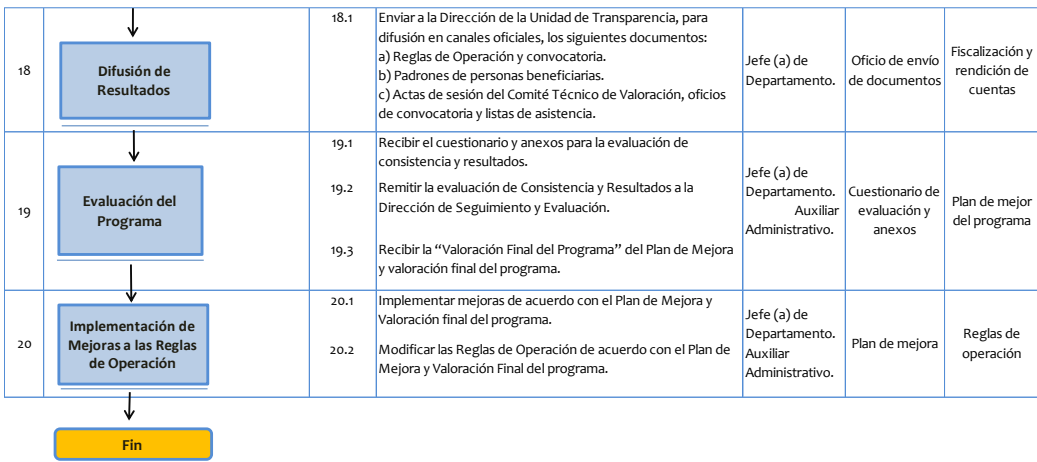 18
Difusión de
Resultados
18.1
Enviar a la Dirección de la Unidad de Transparencia, para
difusión en canales oficiales, los siguientes documentos:
a) Reglas de Operación y convocatoria.
b) Padrones de personas beneficiarias.
c) Actas de sesión del Comité Técnico de Valoración, oficios
de convocatoria y listas de asistencia.
Jefe (a) de
Departamento.
Oficio de envío
de documentos
Fiscalización y
rendición de
cuentas
19
Evaluación del
Programa
19.1
Recibir el cuestionario y anexos para la evaluación de
consistencia y resultados.
19.2
Remitir la evaluación de Consistencia y Resultados a la
Dirección de Seguimiento y Evaluación.
19.3
Recibir la “Valoración Final del Programa” del Plan de Mejora
y valoración final del programa.
Jefe (a) de
Departamento.
Auxiliar
Administrativo.
Cuestionario de
evaluación y
anexos
Plan de mejor
del programa
20
Implementación de
Mejoras a las Reglas
de Operación
20.1
Implementar mejoras de acuerdo con el Plan de Mejora y
Valoración final del programa.
20.2
Modificar las Reglas de Operación de acuerdo con el Plan de
Mejora y Valoración Final del programa.
Jefe (a) de
Departamento.
Auxiliar
Administrativo.
Plan de mejora
Reglas de
operación
Fin